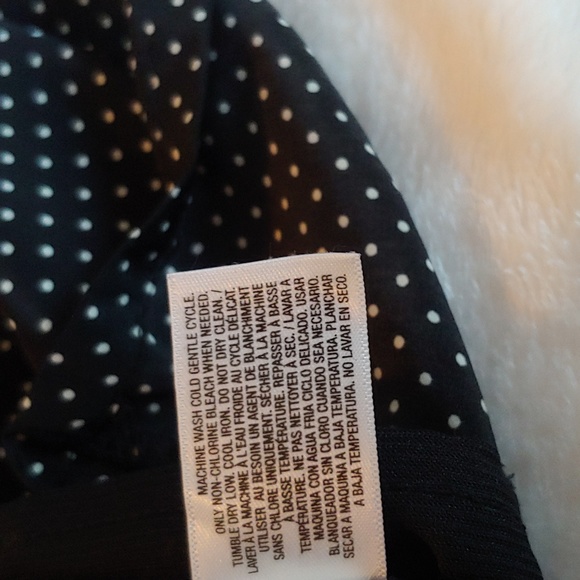 MACHINE WASH COLD GENTLE CYCLE.
ONLY NON-CHLORINE BLEACH WHEN NEEDED.
TUMBLE DRY LOW. COOL IRON. DO NOT DRY CLEAN. /
LAVER À LA MACHINE À L'EAU FROIDE AU CYCLE DÉLICAT.
UTILISER AU BESOIN UN AGENT DE BLANCHIMENT
SANS CHLORE UNIQUEMENT. SÉCHER À LA MACHINE
À BASSE TEMPÉRATURE. REPASSER À BASSE
TEMPÉRATURE. NE PAS NETTOYER À SEC. / LAVAR A
MAQUINA CON AGUA FRIA CICLO DELICADO. USAR
BLANQUEADOR SIN CLORO CUANDO SEA NECESARIO.
SECAR A MAQUINA A BAJA TEMPERATURA. PLANCHAR
A BAJA TEMPERATURA. NO LAVAR EN SECO.